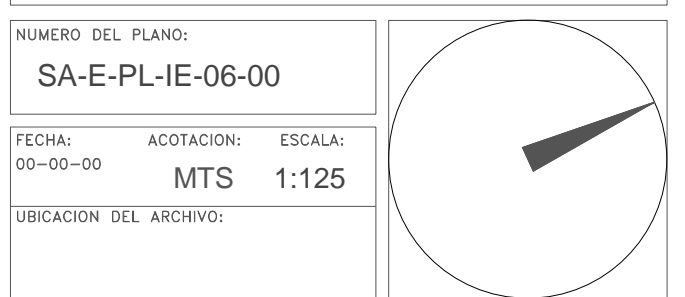 NUMERO DEL PLANO:
SA-E-PL-IE-06-00
FECHA: ACOTACION: ESCALA:
00-00-00 MTS 1:125
UBICACION DEL ARCHIVO: